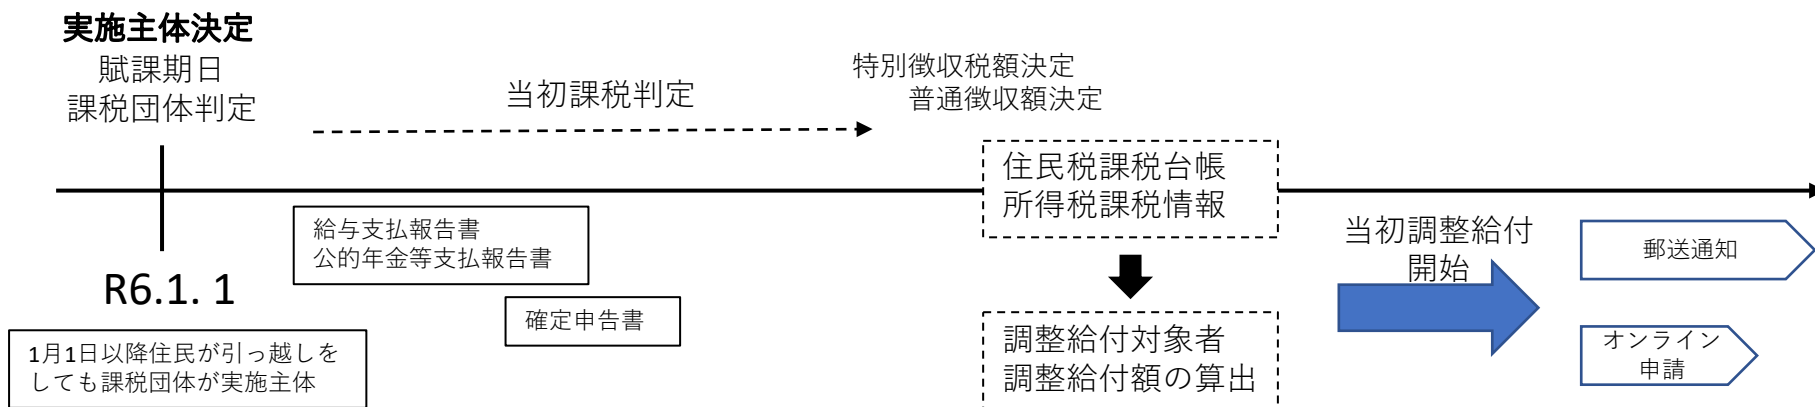 実施主体決定
賦課期日
課税団体判定
当初課税判定
特別徴収税額決定
普通徴収額決定
住民税課税台帳
所得税課税情報
給与支払報告書
公的年金等支払報告書
R6.1. 1
確定申告書
1月1日以降住民が引っ越しを
しても課税団体が実施主体
調整給付対象者
調整給付額の算出
当初調整給付
開始
郵送通知
オンライン
申請